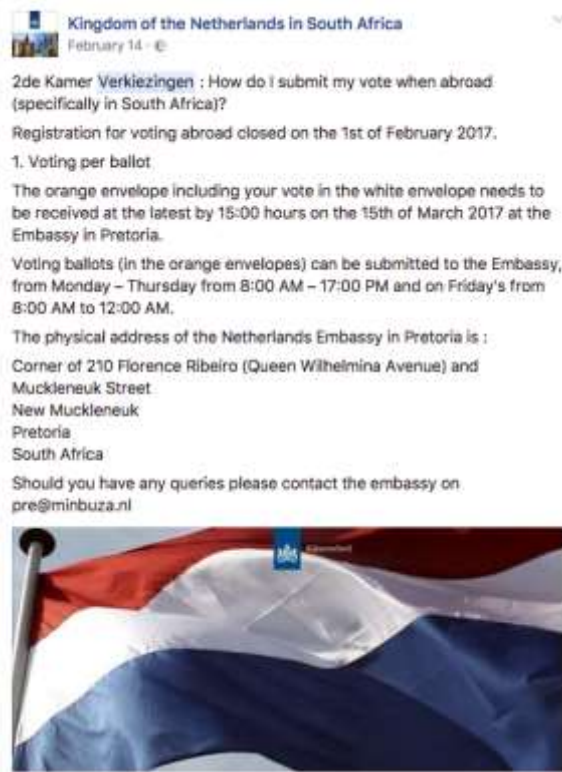 Kingdom of the Netherlands in South Africa
February 14 ·
2de Kamer Verkiezingen : How do I submit my vote when abroad
(specifically in South Africa)?
Registration for voting abroad closed on the 1st of February 2017.
1. Voting per ballot
The orange envelope including your vote in the white envelope needs to
be received at the latest by 15:00 hours on the 15th of March 2017 at the
Embassy in Pretoria.
Voting ballots (in the orange envelopes) can be submitted to the Embassy,
from Monday – Thursday from 8:00 AM – 17:00 PM and on Friday's from
8:00 AM to 12:00 AM.
The physical address of the Netherlands Embassy in Pretoria is :
Corner of 210 Florence Ribeiro (Queen Wilhelmina Avenue) and
Muckleneuk Street
New Muckleneuk
Pretoria
South Africa
Should you have any queries please contact the embassy on
pre@minbuza.nl